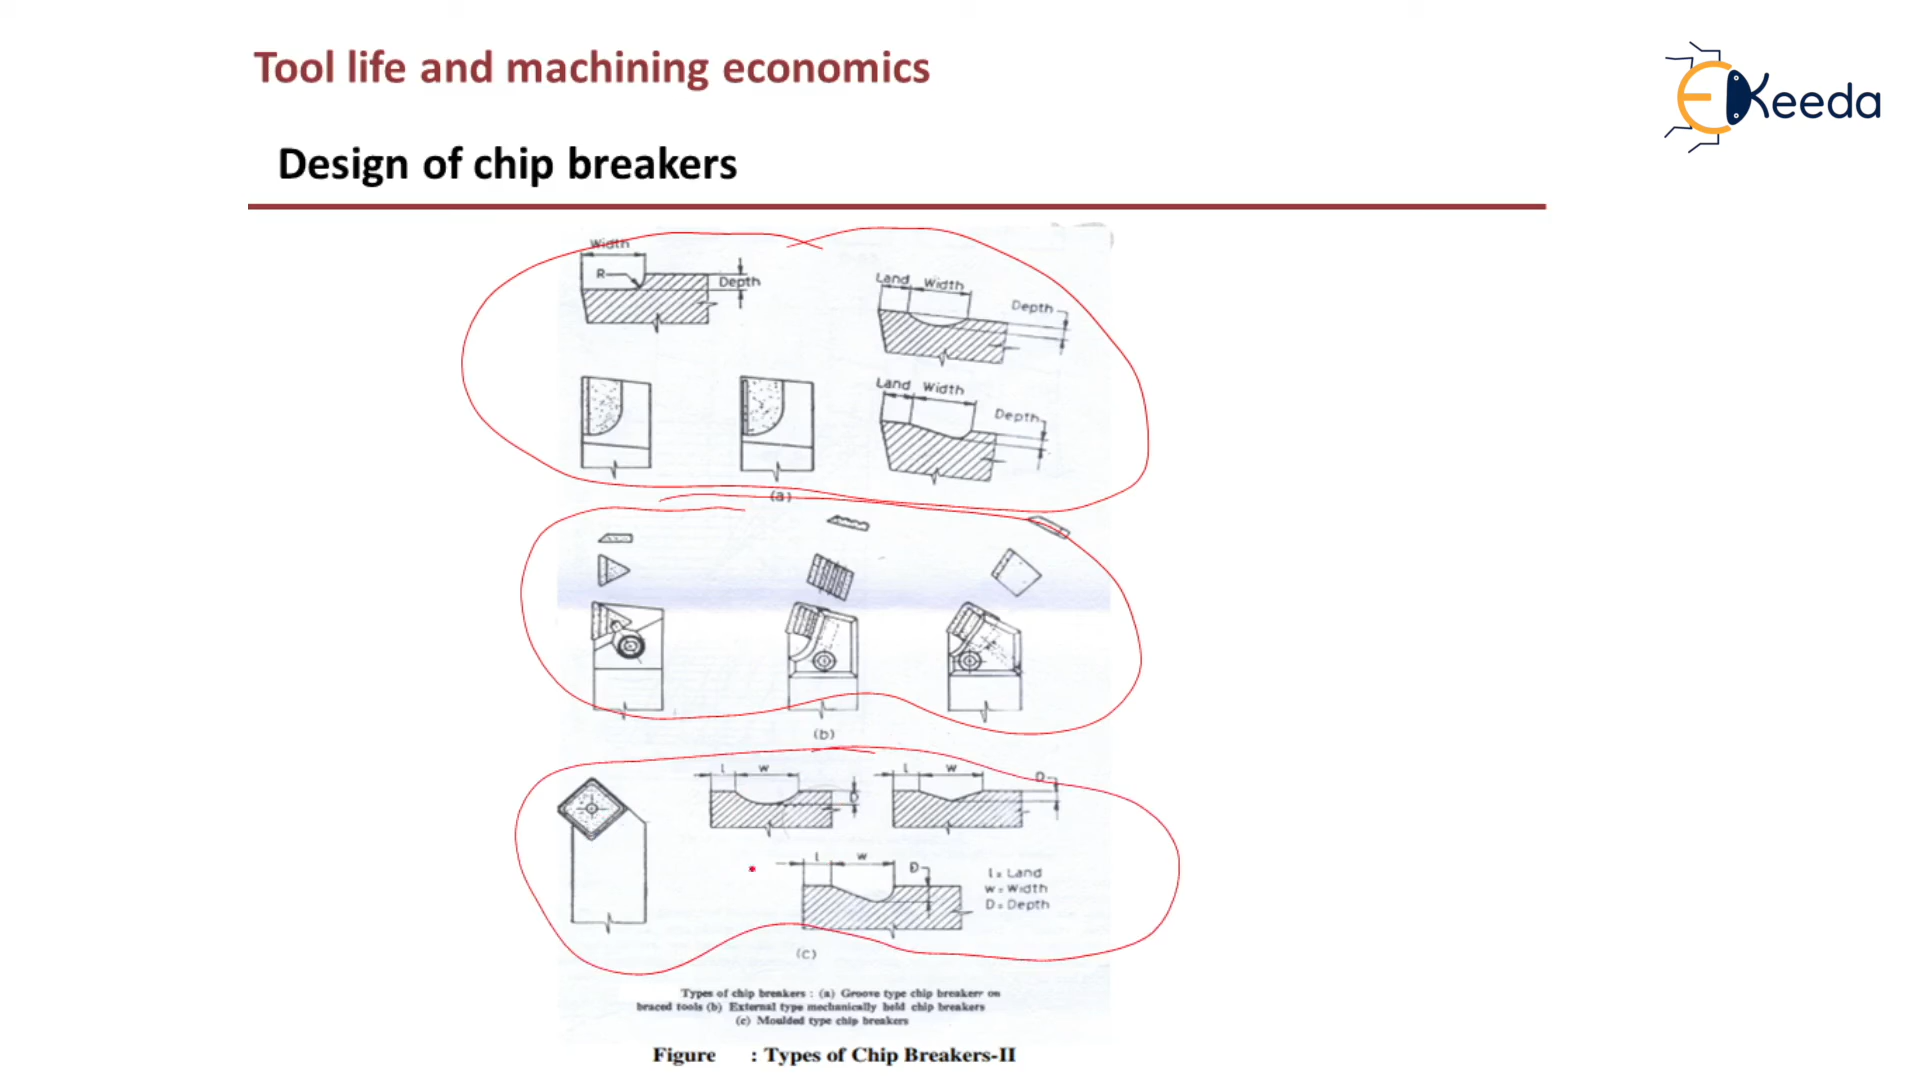 Tool life and machining economics
EKeeda
Design of chip breakers
Width
R
Depth
Land Width
Depth
Land Width
Depth
(a)
(b)
l w
D
l w
D
l w
D
l = Land
w = Width
D = Depth
(c)
Types of chip breakers : (a) Groove type chip breakerr on
braced tools (b) External type mechanically held chip breakers
(c) Moulded type chip breakers
Figure : Types of Chip Breakers-II